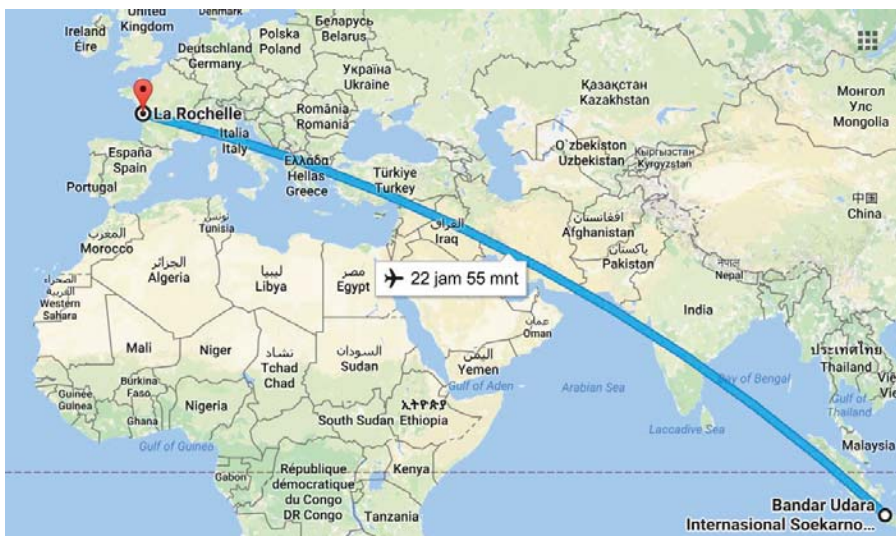 United
Kingdom
Denmark
Ireland
Éire
Беларусь
Belarus
Polska
Poland
Deutschland
Germany
Україна
Ukraine
Қазақстан
Kazakhstan
Монгол
Улс
Mongolia
La Rochelle
România
Romania
Italia
Italy
España
Spain
Portugal
Ελλάδα
Hellas
Greece
Türkiye
Turkey
O`zbekiston
Uzbekistan
Кыргызстан
Kyrgyzstan
中国
China
تونس
Tunisia
المغرب
Morocco
العراق
Iraq
افغانستان
Afghanistan
پاکستان
Pakistan
नेपाल
Nepal
الجزائر
Algeria
ليبيا
Libya
مصر
Egypt
22 jam 55 mnt
الصحراء
الغربية
Western
Sahara
India
عمان
Oman
Mali
Niger
تشاد
Tchad
Chad
السودان
Sudan
اليمن
Yemen
Gulf of Aden
Arabian Sea
Bay of Bengal
ประเทศไทย
Thailand
Gulf of
Thailand
Laccadive Sea
Guinée
Guinea
Burkina
Faso
Ghana
Nigeria
Gulf of Guinea
South Sudan
ኢትዮጵያ
Ethiopia
Malaysia
Gabon
République
démocratique
du Congo
DR Congo
Kenya
Tanzania
Bandar Udara
Internasional Soekarno...